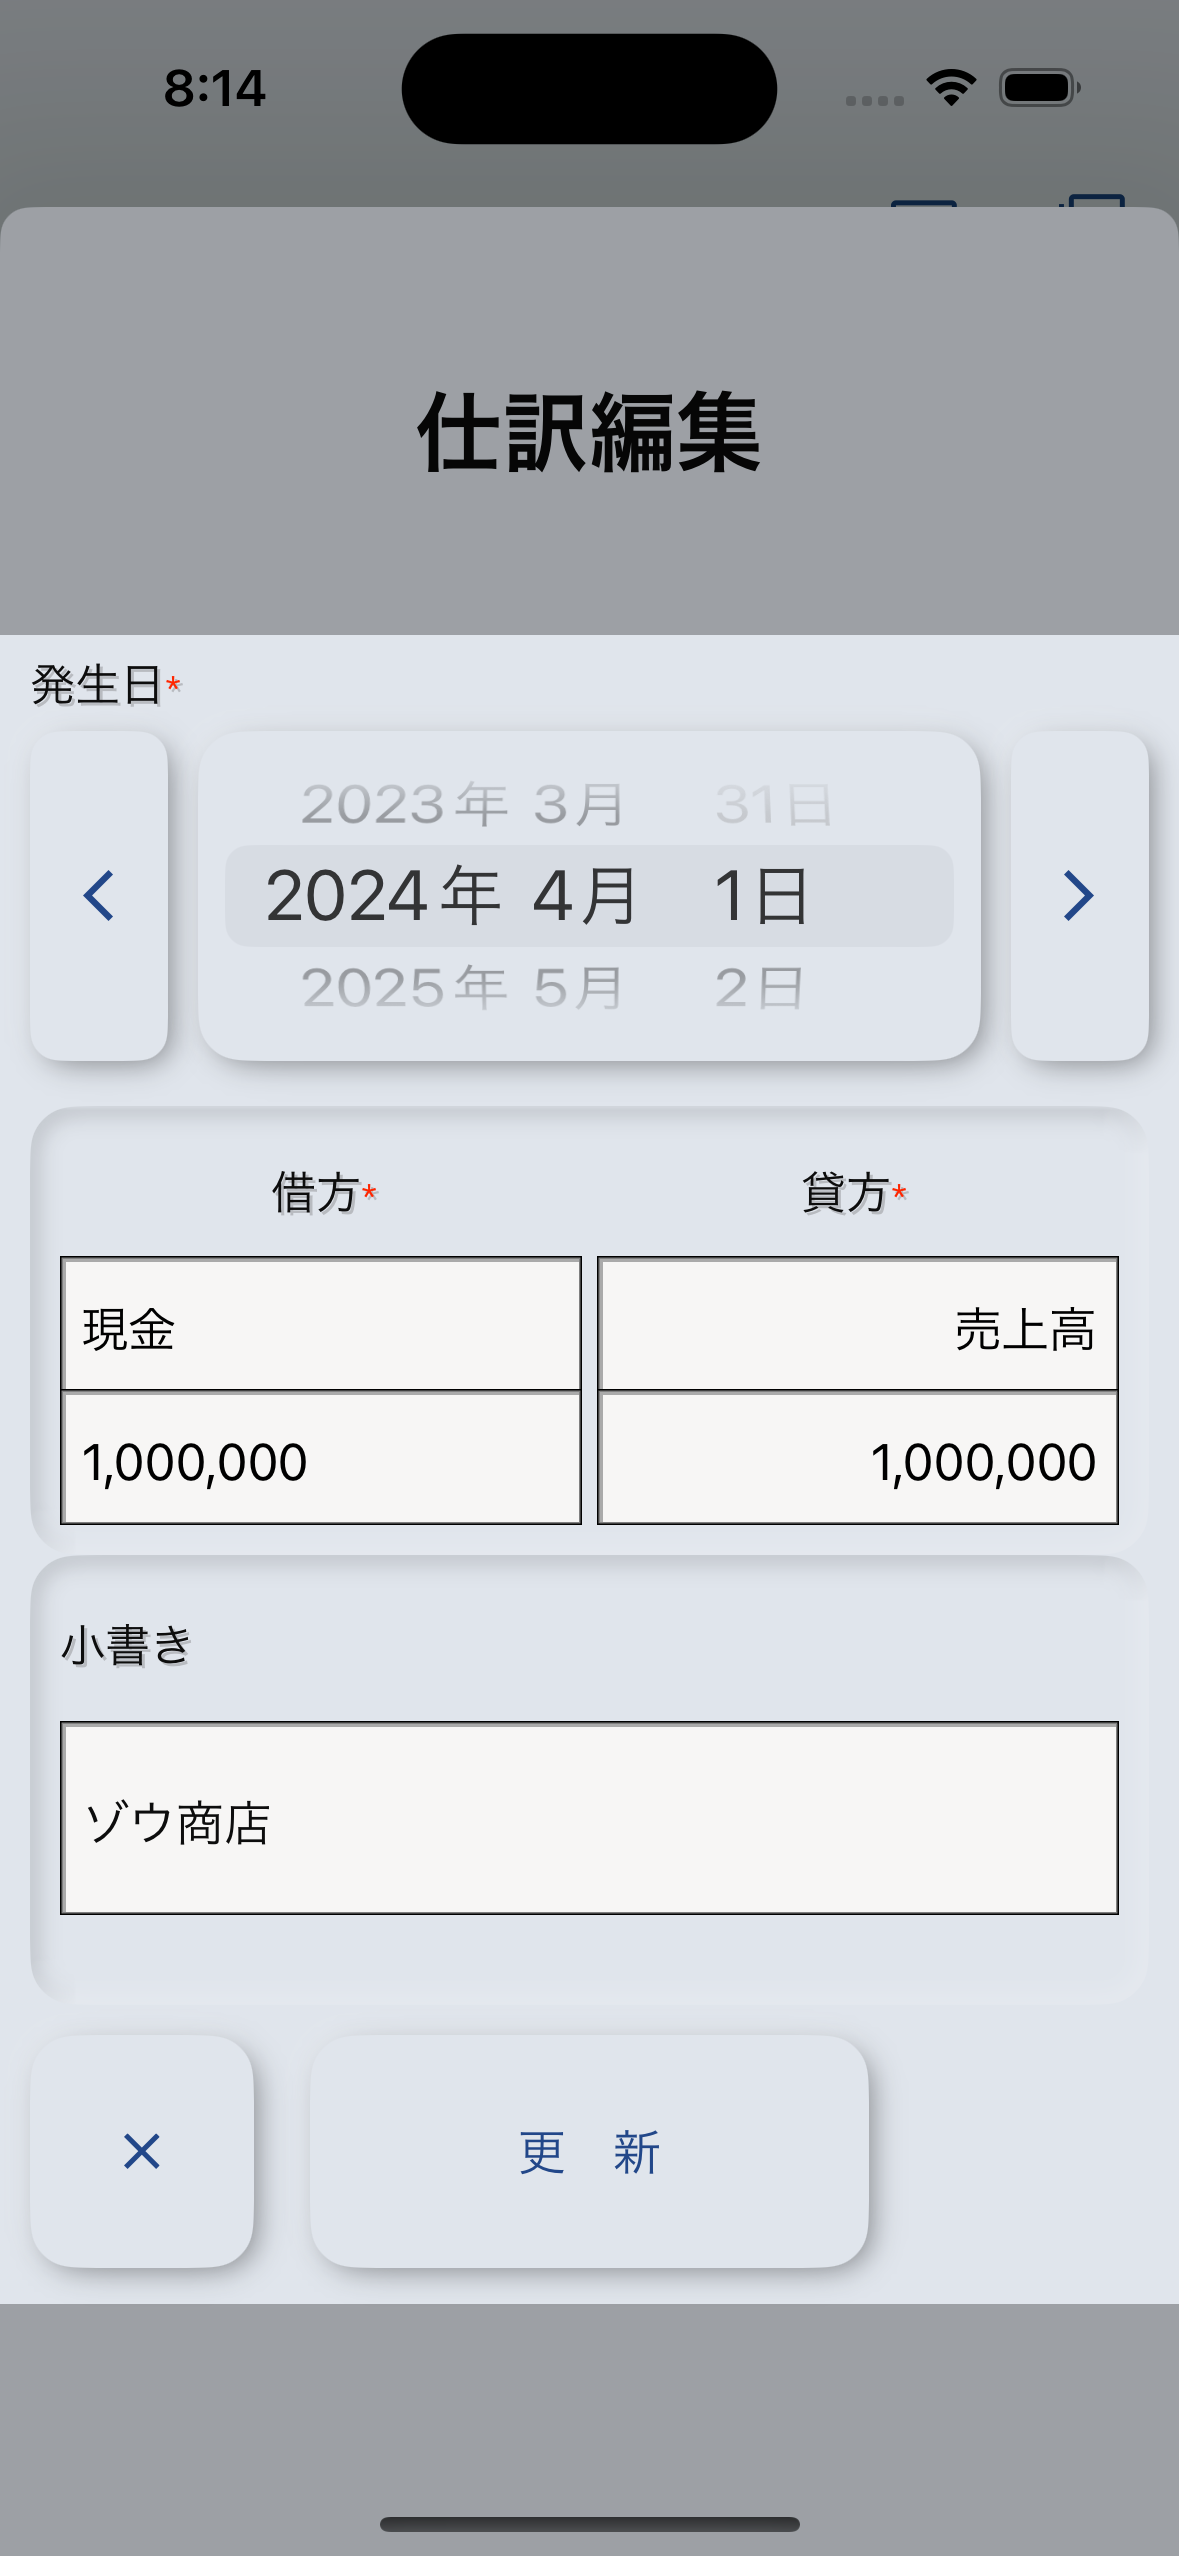 8:14
仕訳編集
発生日*
2023年 3月 31日
2024年 4月 1日
2025年 5月 2日
借方* 貸方*
現金 売上高
1,000,000 1,000,000
小書き
ゾウ商店
× 更 新